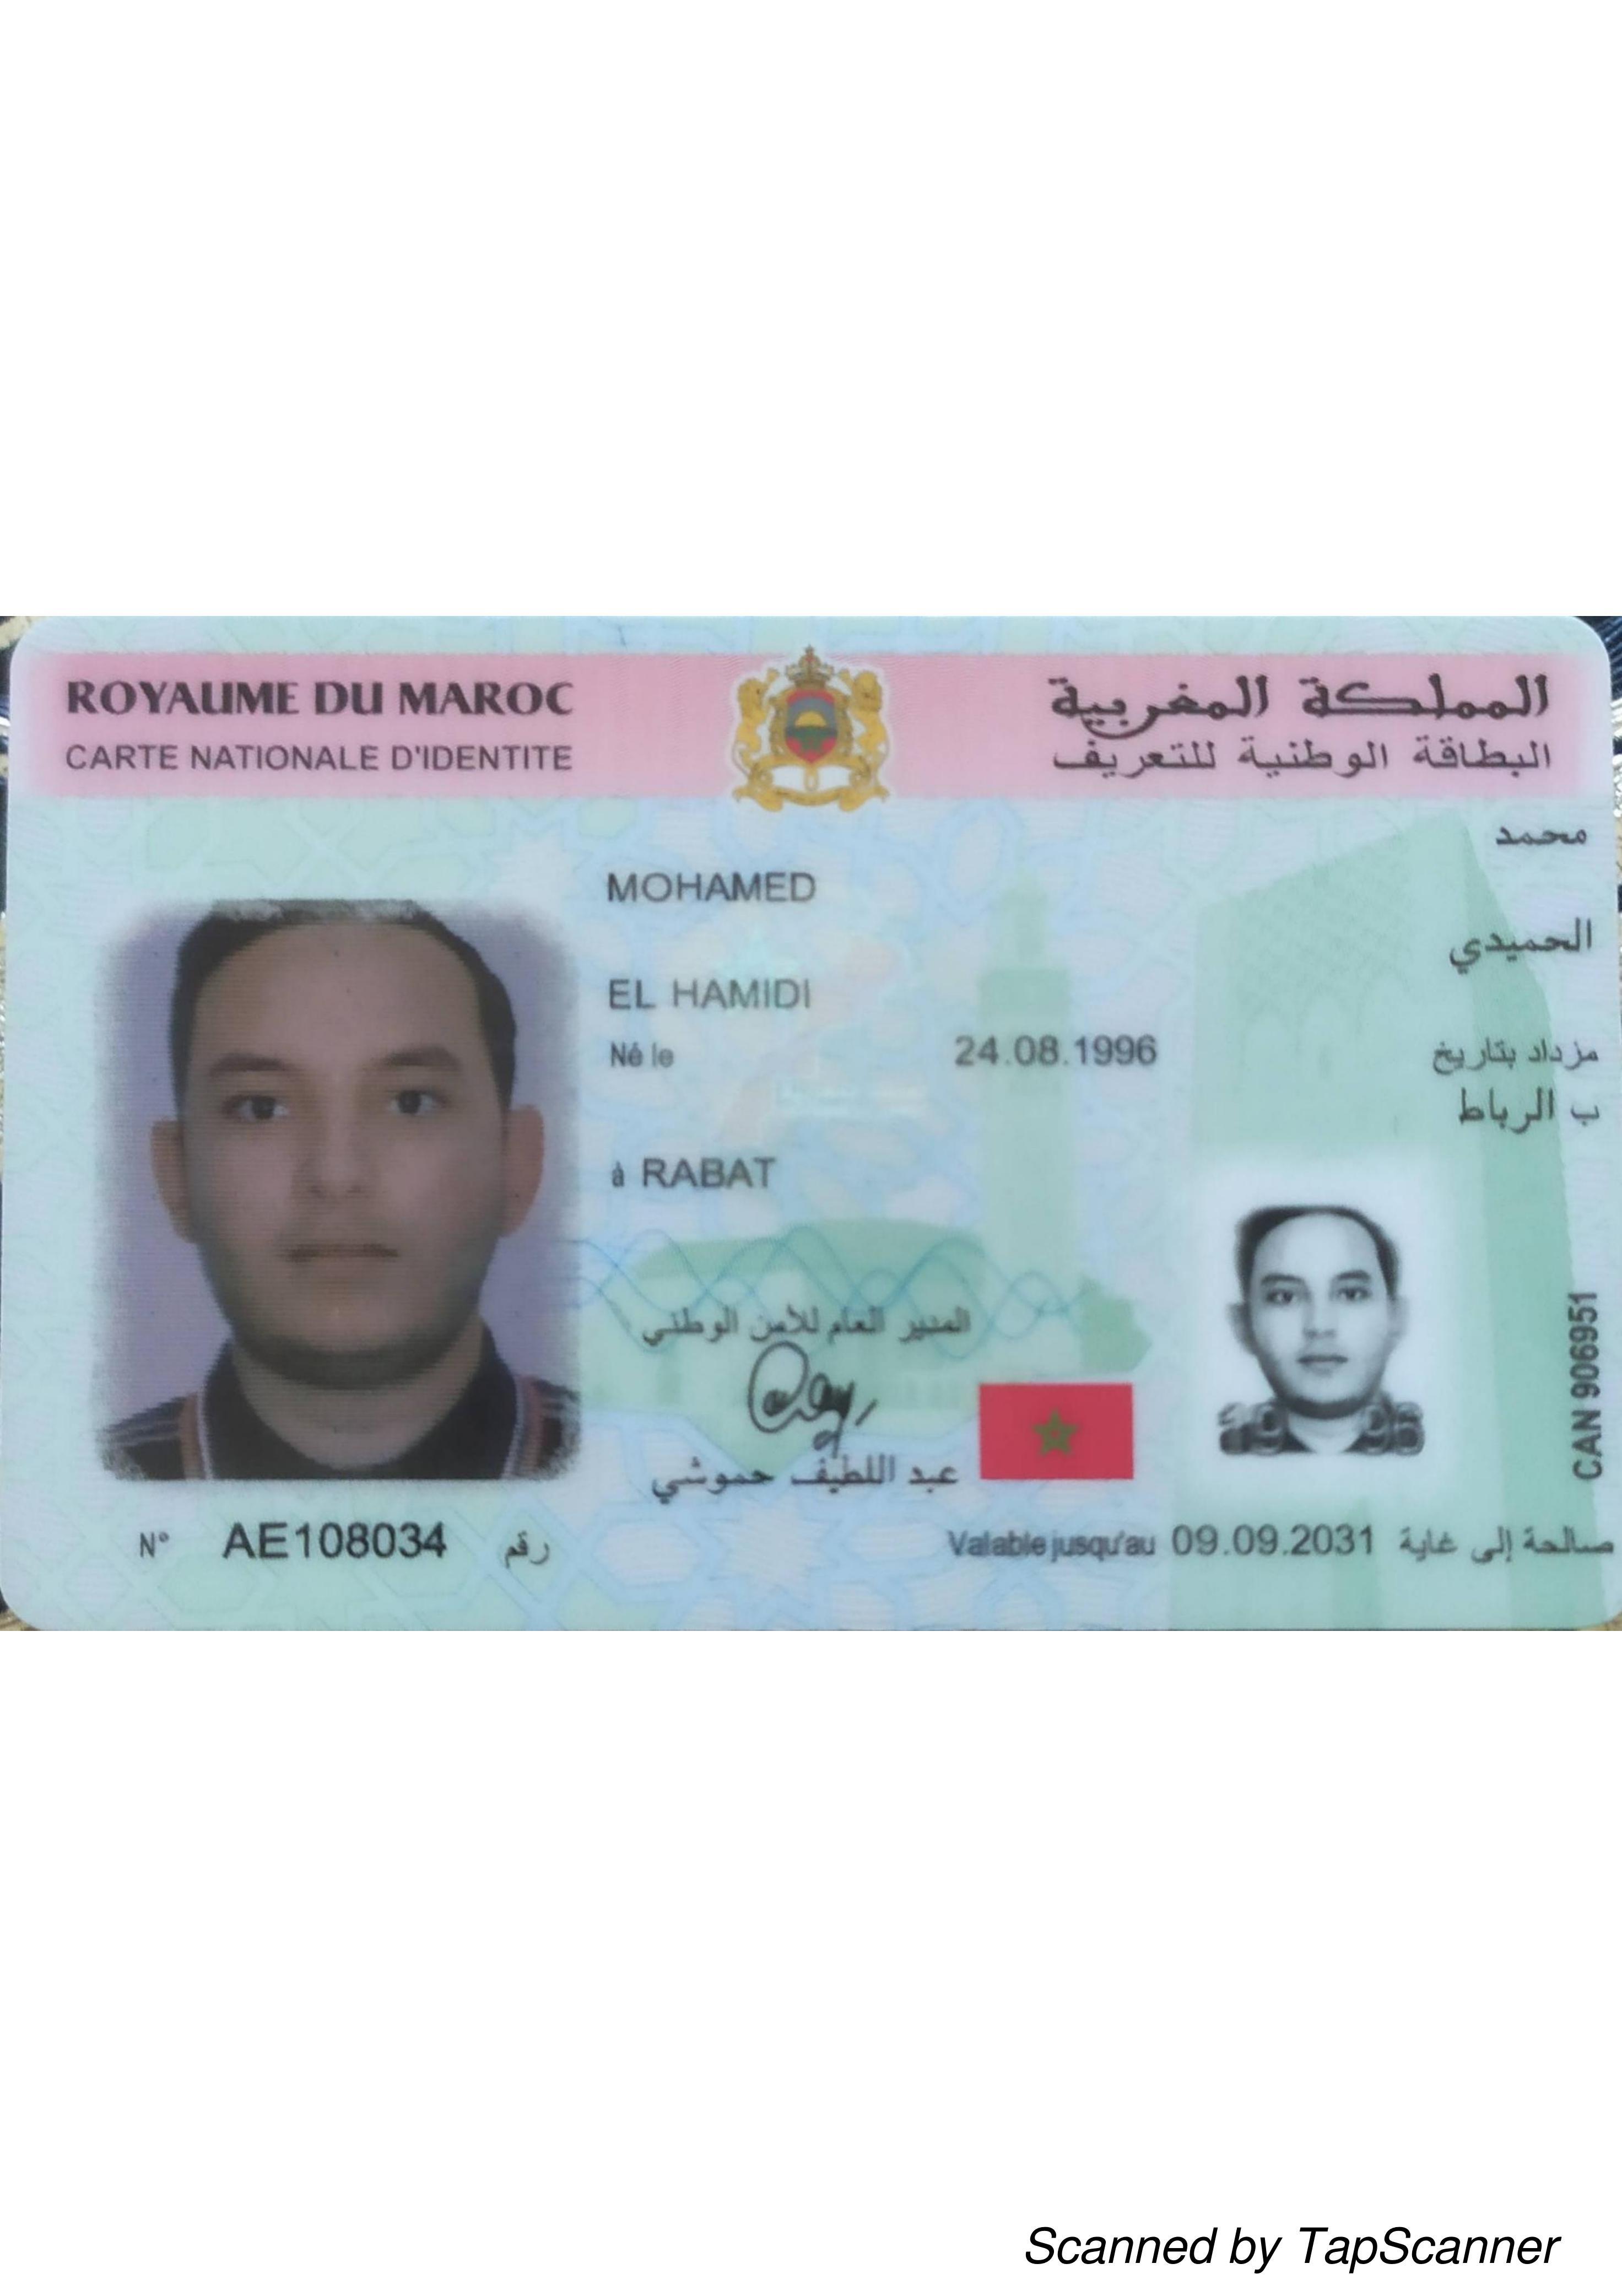 ROYAUME DU MAROC
المملكة المغربية
CARTE NATIONALE D'IDENTITE
البطاقة الوطنية للتعريف
محمد
MOHAMED
الحميدي
EL HAMIDI
Né le 24.08.1996 مزداد بتاريخ
ب الرباط
à RABAT
المدير العام للأمن الوطني
عبد اللطيف حموشي
19 96
CAN 906951
N° AE108034 رقم
Valable jusqu'au 09.09.2031 صالحة إلى غاية
Scanned by TapScanner